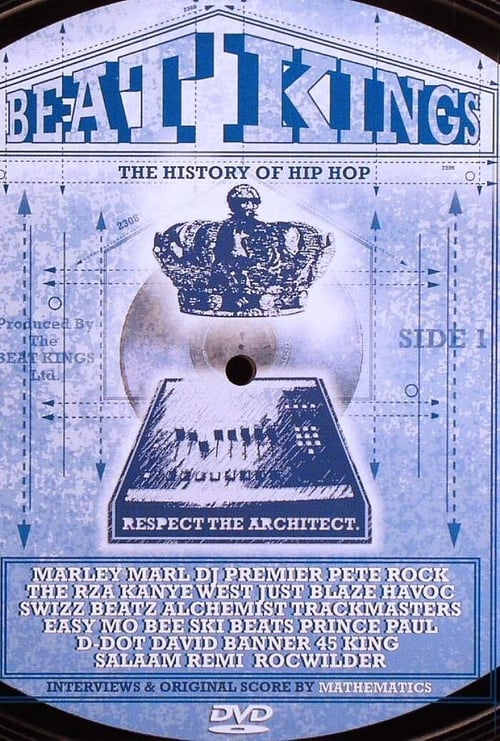 BEAT KINGS
THE HISTORY OF HIP HOP
2308
2308
Produced By
The
BEAT KINGS
Ltd.
SIDE 1
RESPECT THE ARCHITECT.
MARLEY MARL DJ PREMIER PETE ROCK
THE RZA KANYE WEST JUST BLAZE HAVOC
SWIZZ BEATZ ALCHEMIST TRACKMASTERS
EASY MO BEE SKI BEATS PRINCE PAUL
D-DOT DAVID BANNER 45 KING
SALAAM REMI ROCWILDER
INTERVIEWS & ORIGINAL SCORE BY MATHEMATICS
DVD